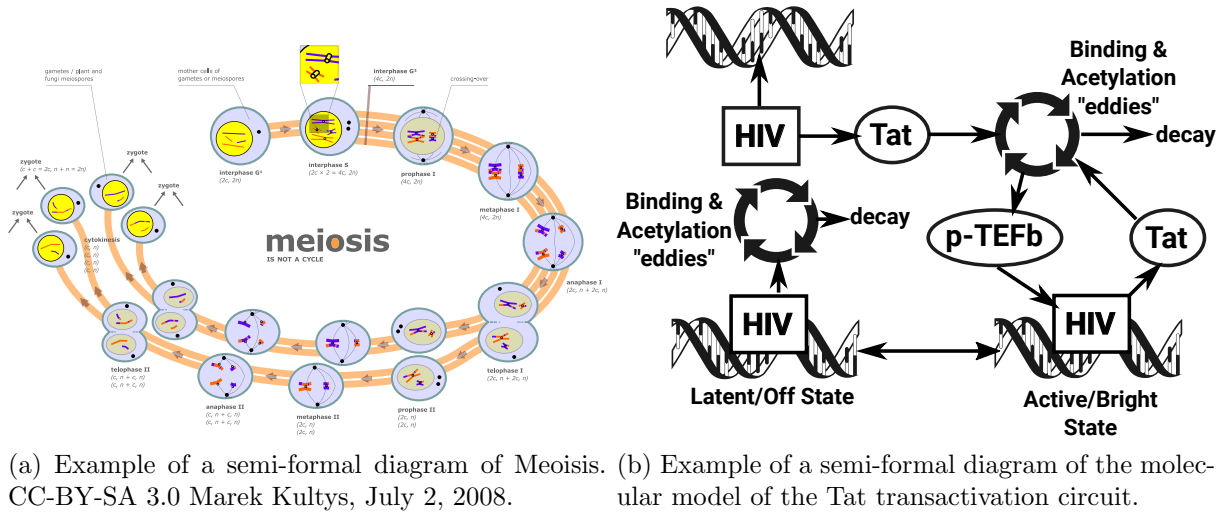 gametes / plant and
fungi meiospores
mother cells of
gametes or meiospores
interphase G²
(4c, 2n)
crossing-over
interphase G¹
(2c, 2n)
interphase S
(2c × 2 = 4c, 2n)
prophase I
(4c, 2n)
metaphase I
(4c, 2n)
anaphase I
(2c, n + 2c, n)
telophase I
(2c, n + 2c, n)
prophase II
(2c, n)
(2c, n)
metaphase II
(2c, n)
(2c, n)
anaphase II
(c, n + c, n)
(c, n + c, n)
telophase II
(c, n + c, n)
(c, n + c, n)
cytokinesis
(c, n)
(c, n)
(c, n)
(c, n)
zygote
(c + c = 2c, n + n = 2n)
zygote
zygote
meiosis
IS NOT A CYCLE
(a) Example of a semi-formal diagram of Meoisis.
CC-BY-SA 3.0 Marek Kultys, July 2, 2008.
HIV
Tat
Binding &
Acetylation
"eddies"
decay
Binding &
Acetylation
"eddies"
decay
p-TEFb
Tat
HIV
HIV
Latent/Off State
Active/Bright
State
(b) Example of a semi-formal diagram of the molec-
ular model of the Tat transactivation circuit.